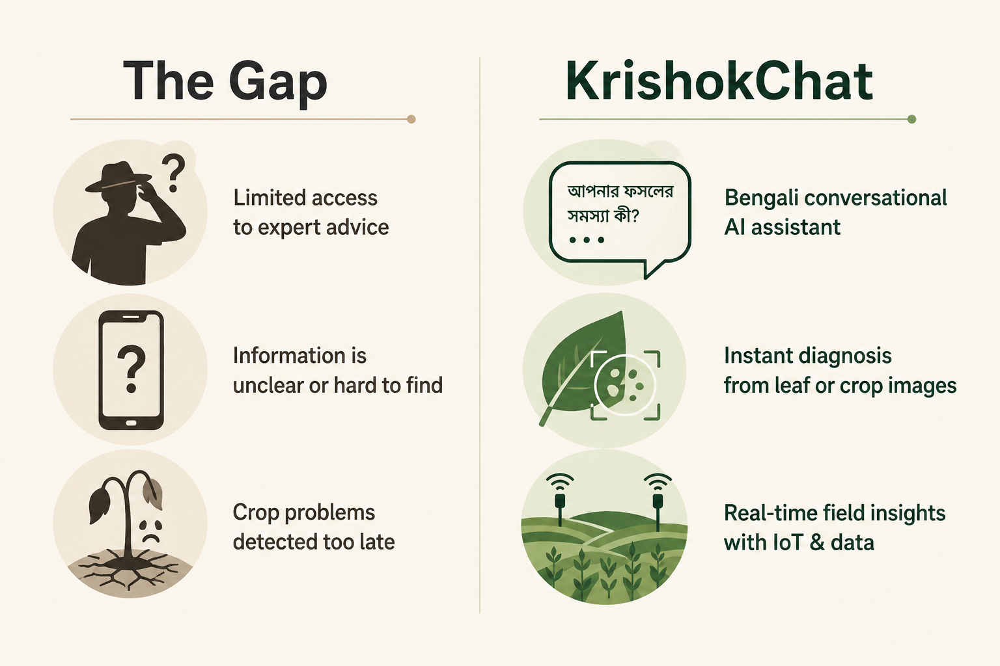 The Gap
?
Limited access
to expert advice
?
Information is
unclear or hard to find
Crop problems
detected too late
KrishokChat
আপনার ফসলের
সমস্যা কী?
Bengali conversational
AI assistant
Instant diagnosis
from leaf or crop images
Real-time field insights
with IoT & data